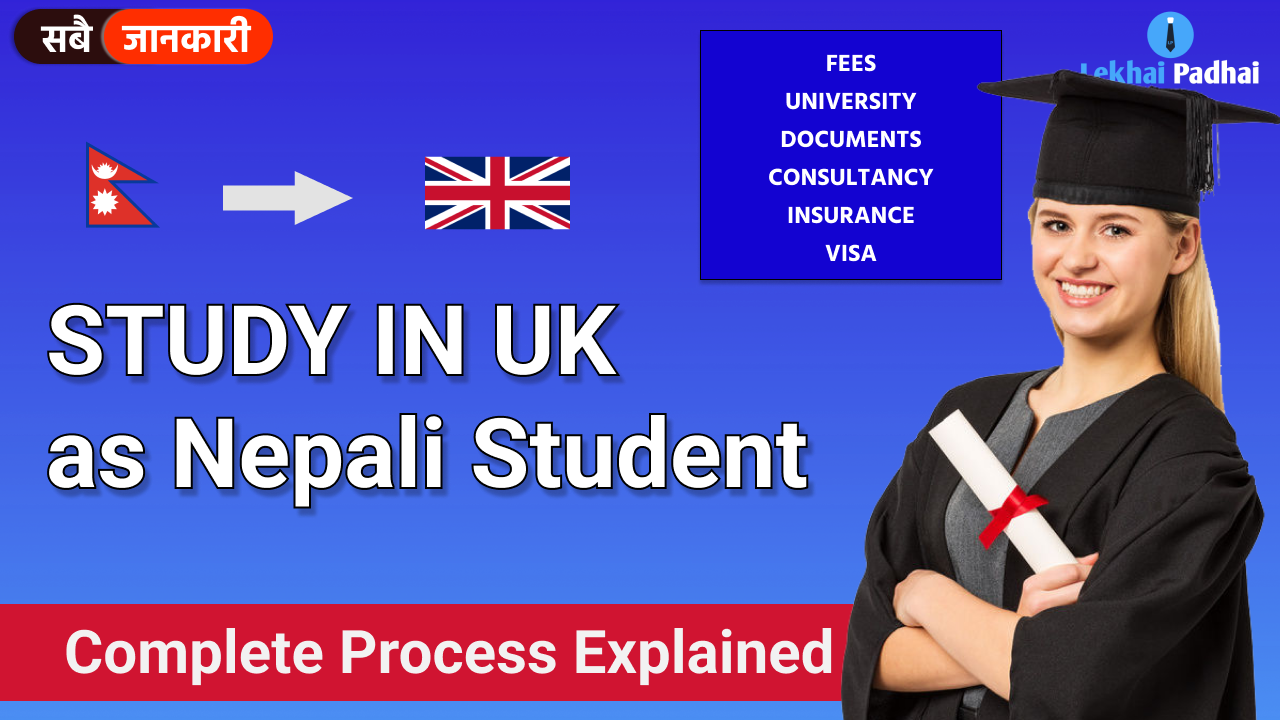 सबै जानकारी
FEES
UNIVERSITY
DOCUMENTS
CONSULTANCY
INSURANCE
VISA
Lekhai Padhai
STUDY IN UK
as Nepali Student
Complete Process Explained